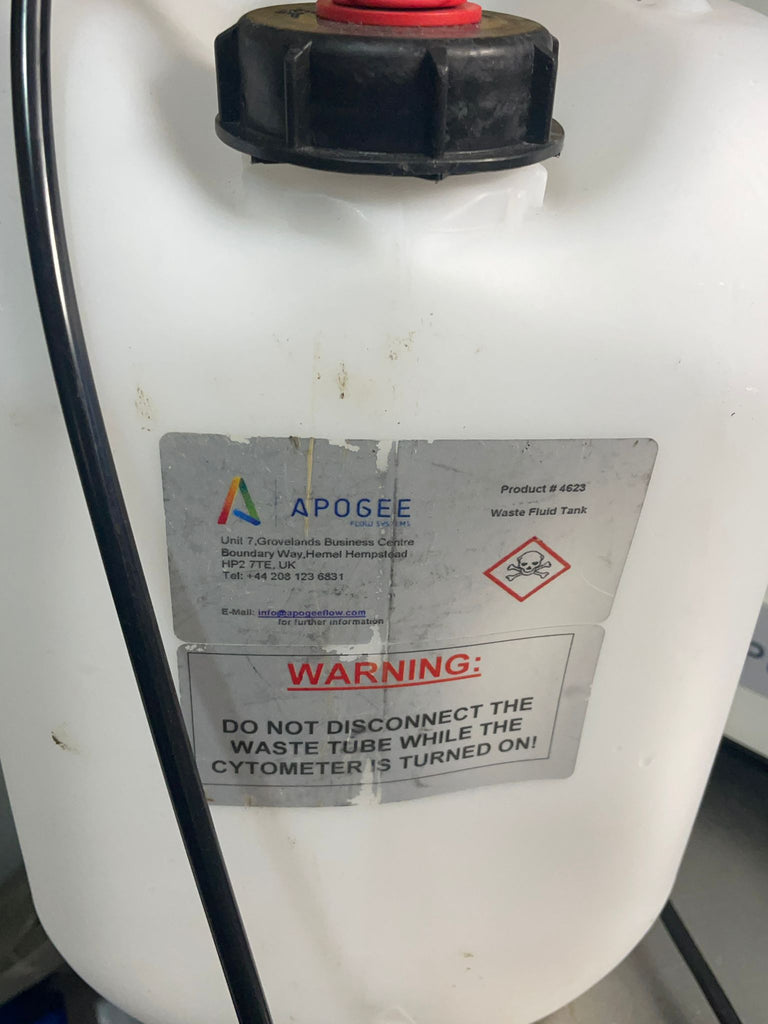 APOGEE
FLOW SYSTEMS
Unit 7,Grovelands Business Centre
Boundary Way,Hemel Hempstead
HP2 7TE, UK
Tel: +44 208 123 6831
E-Mail: info@apogeeflow.com
for further information
Product # 4623
Waste Fluid Tank
WARNING:
DO NOT DISCONNECT THE
WASTE TUBE WHILE THE
CYTOMETER IS TURNED ON!